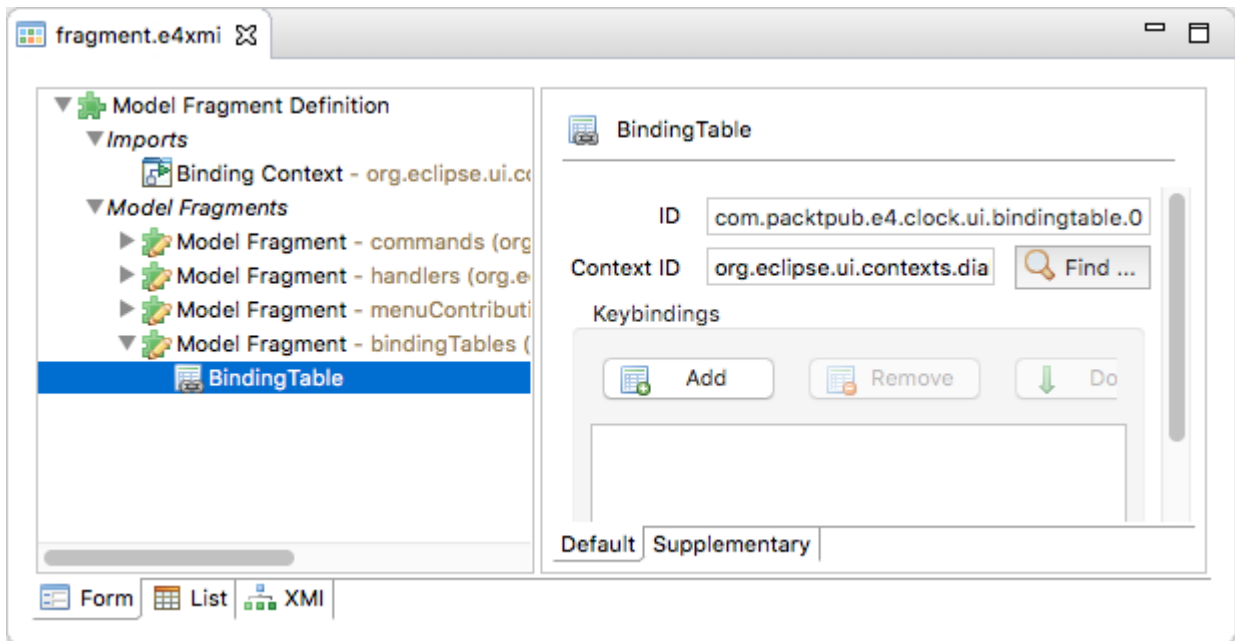 fragment.e4xmi
Model Fragment Definition
Imports
Binding Context - org.eclipse.ui.co
Model Fragments
Model Fragment - commands (org
Model Fragment - handlers (org.e
Model Fragment - menuContributi
Model Fragment - bindingTables (
BindingTable
BindingTable
ID com.packtpub.e4.clock.ui.bindingtable.0
Context ID org.eclipse.ui.contexts.dia Find ...
Keybindings
Add Remove Do
Default Supplementary
Form List XMI